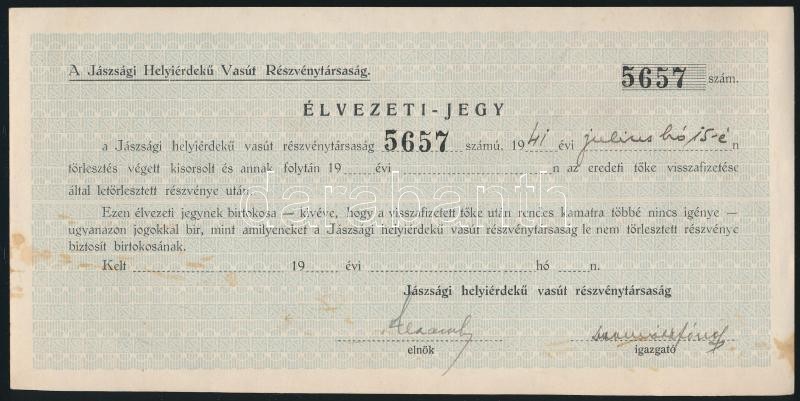 A Jászsági Helyiérdekű Vasút Részvénytársaság.
5657 szám.
ÉLVEZETI-JEGY
a Jászsági helyiérdekű vasút részvénytársaság 5657 számú, 1941 évi julius hó 15-é n
törlesztés végett kisorsolt és annak folytán 19 évi n az eredeti tőke visszafizetése
által letörlesztett részvénye után.
darabanth
Ezen élvezeti jegynek birtokosa — kivéve, hogy a visszafizetett tőke után rendes kamatra többé nincs igénye —
ugyanazon jogokkal bir, mint amilyeneket a Jászsági helyiérdekű vasút részvénytársaság le nem törlesztett részvénye
biztosit birtokosának.
Kelt 19 évi hó n.
Jászsági helyiérdekű vasút részvénytársaság
elnök
igazgató